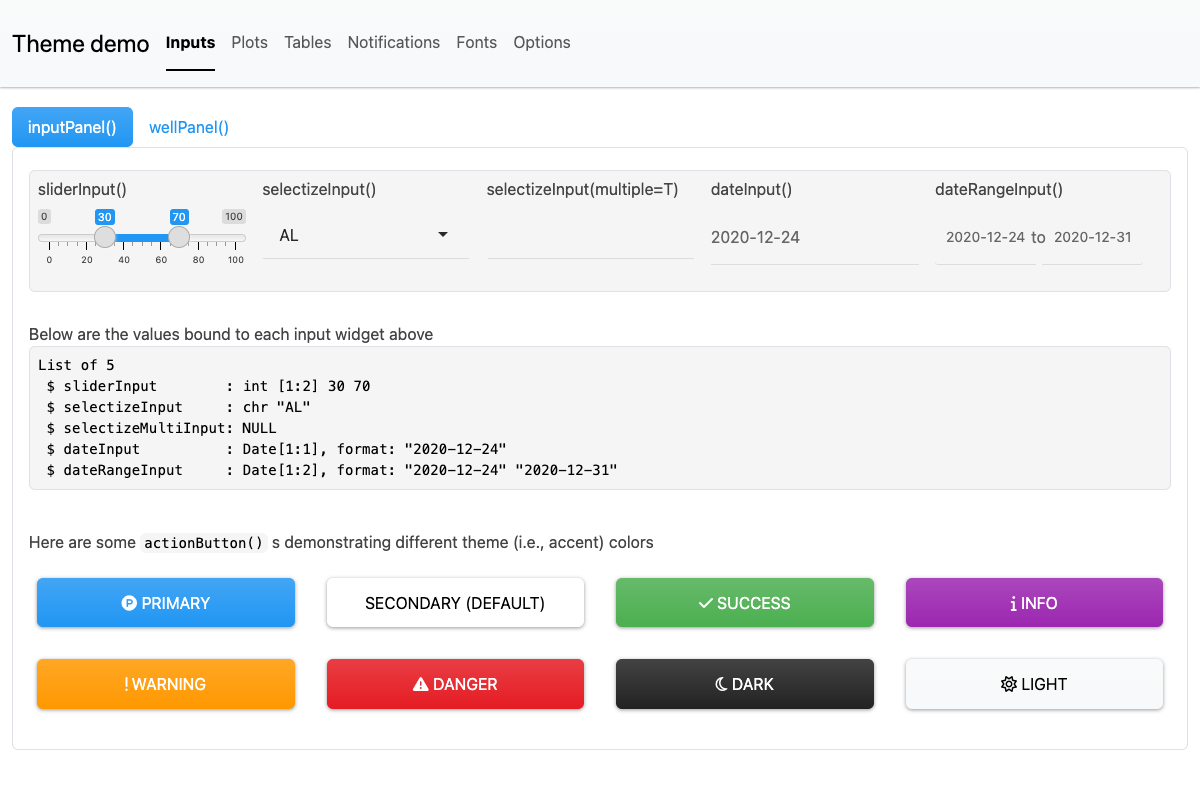 Theme demo Inputs Plots Tables Notifications Fonts Options
inputPanel() wellPanel()
sliderInput() selectizeInput() selectizeInput(multiple=T) dateInput() dateRangeInput()
0 30 70 100
AL 2020-12-24 2020-12-24 to 2020-12-31
0 20 40 60 80 100
Below are the values bound to each input widget above
List of 5
 $ sliderInput        : int [1:2] 30 70
 $ selectizeInput     : chr "AL"
 $ selectizeMultiInput: NULL
 $ dateInput          : Date[1:1], format: "2020-12-24"
 $ dateRangeInput     : Date[1:2], format: "2020-12-24" "2020-12-31"
Here are some actionButton() s demonstrating different theme (i.e., accent) colors
PRIMARY SECONDARY (DEFAULT) SUCCESS INFO
WARNING DANGER DARK LIGHT